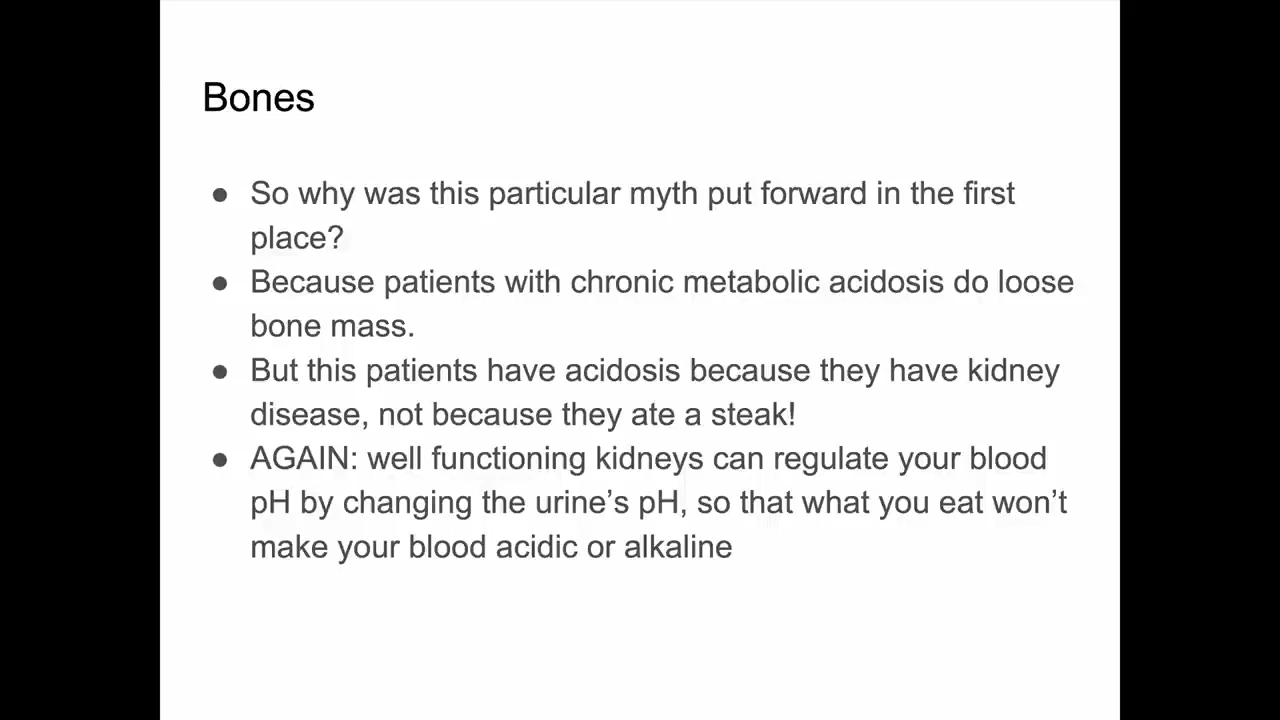 Bones
● So why was this particular myth put forward in the first
place?
● Because patients with chronic metabolic acidosis do loose
bone mass.
● But this patients have acidosis because they have kidney
disease, not because they ate a steak!
● AGAIN: well functioning kidneys can regulate your blood
pH by changing the urine’s pH, so that what you eat won’t
make your blood acidic or alkaline